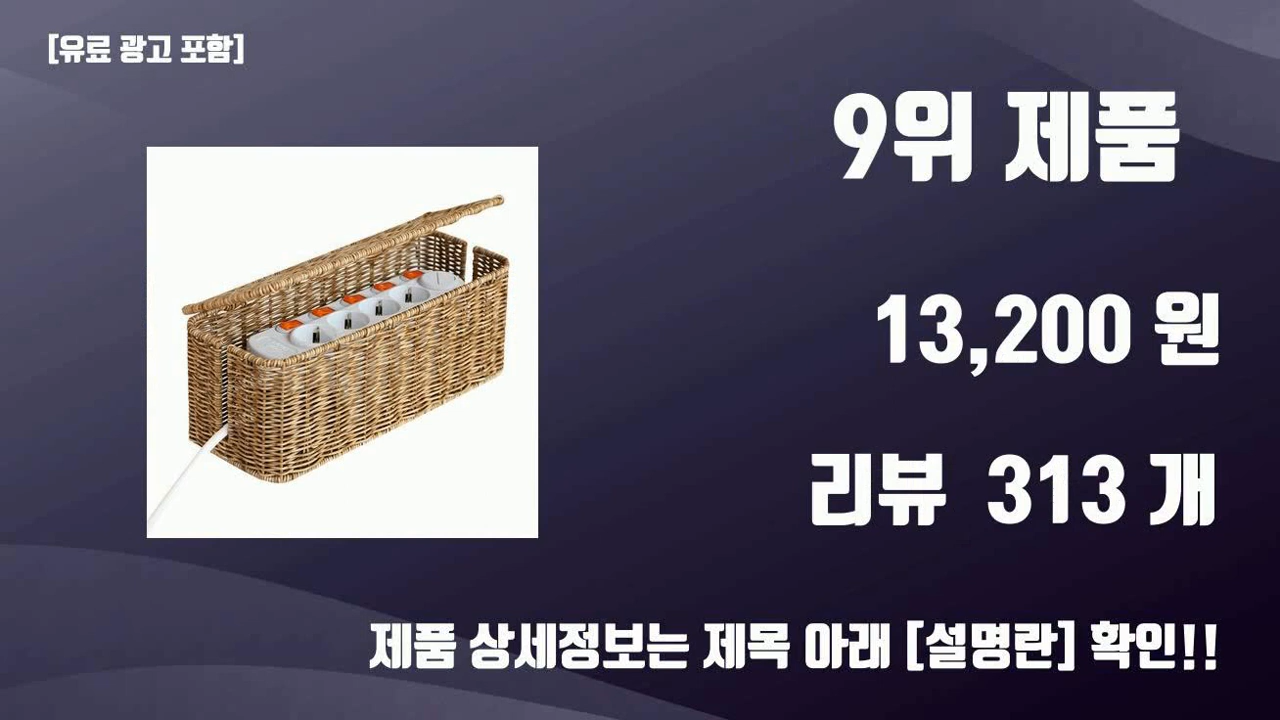 [유료 광고 포함]
9위 제품
13,200 원
리뷰 313 개
제품 상세정보는 제목 아래 [설명란] 확인!!